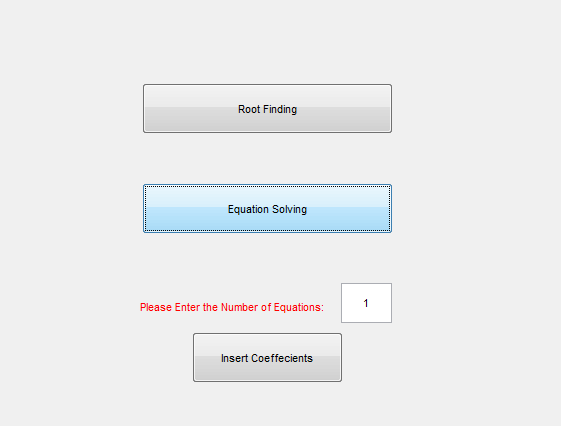 Root Finding
Equation Solving
Please Enter the Number of Equations: 1
Insert Coeffecients